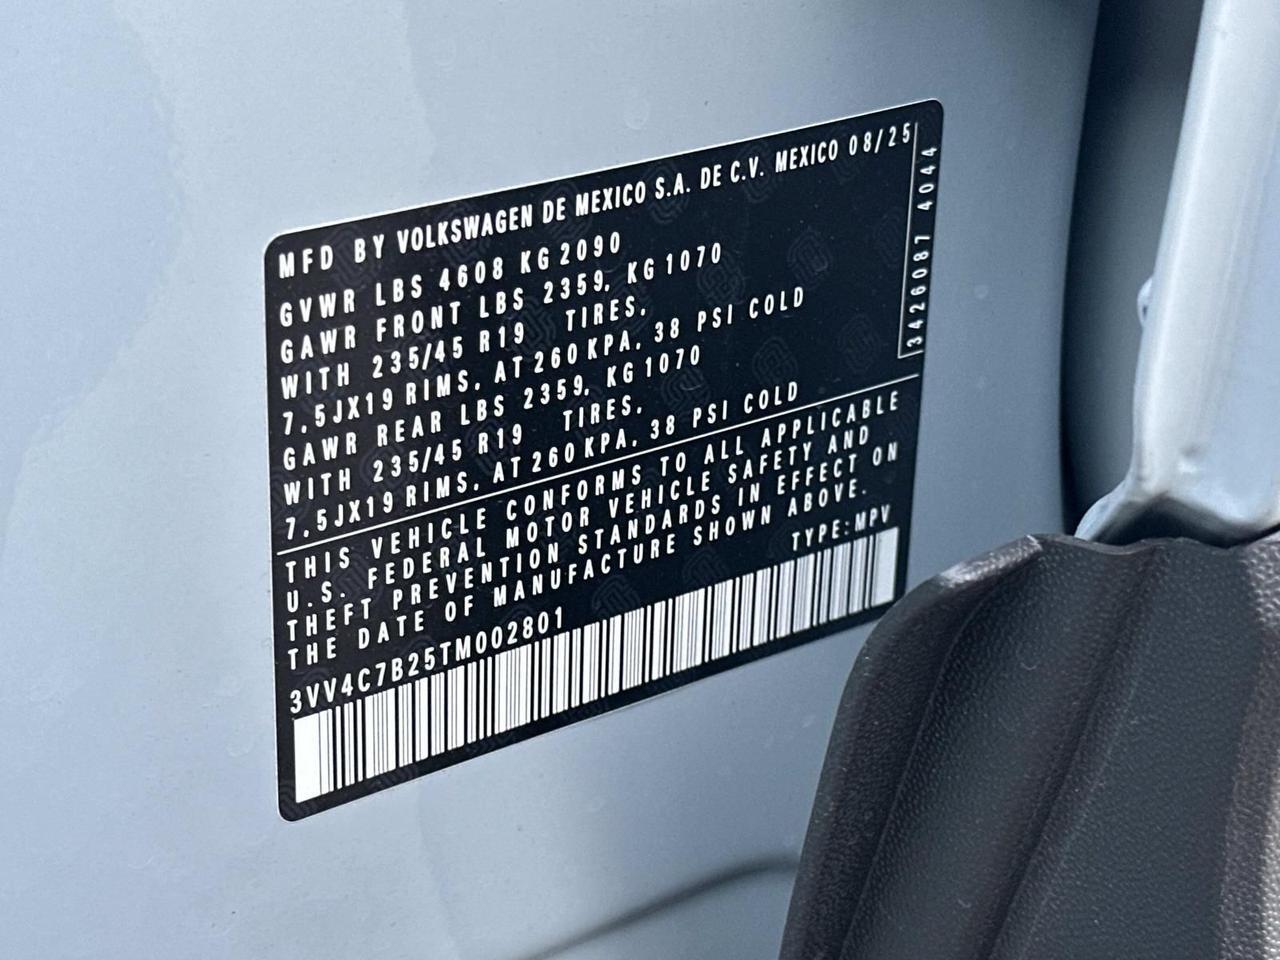 MFD BY VOLKSWAGEN DE MEXICO S.A. DE C.V. MEXICO 08/25
GVWR LBS 4608 KG 2090
GAWR FRONT LBS 2359, KG 1070
WITH 235/45 R19 TIRES,
7,5JX19 RIMS, AT 260 KPA, 38 PSI COLD
GAWR REAR LBS 2359, KG 1070
WITH 235/45 R19 TIRES,
7,5JX19 RIMS, AT 260 KPA, 38 PSI COLD
3426087 4044
THIS VEHICLE CONFORMS TO ALL APPLICABLE
U.S. FEDERAL MOTOR VEHICLE SAFETY AND
THEFT PREVENTION STANDARDS IN EFFECT ON
THE DATE OF MANUFACTURE SHOWN ABOVE.
3VV4C7B25TM002801 TYPE:MPV